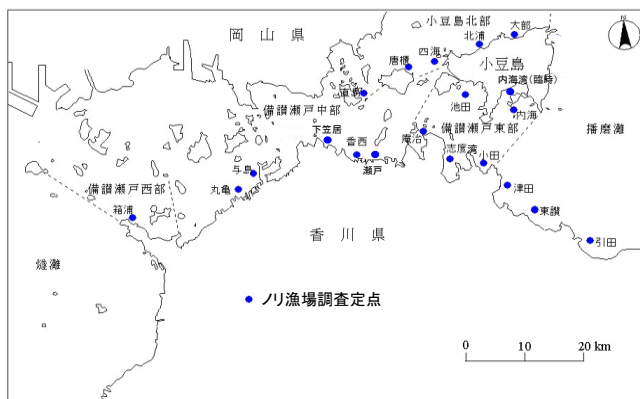 小豆島北部
大部
岡山県
北浦
四海
唐櫃
小豆島
N
内海湾(臨時)
池田
内海
備讃瀬戸中部
備讃瀬戸東部
播磨灘
下笠居
庵治
香西
志度湾
小田
瀬戸
与島
津田
備讃瀬戸西部
丸亀
東讃
箱浦
香川県
引田
燧灘
ノリ漁場調査定点
0 10 20 km